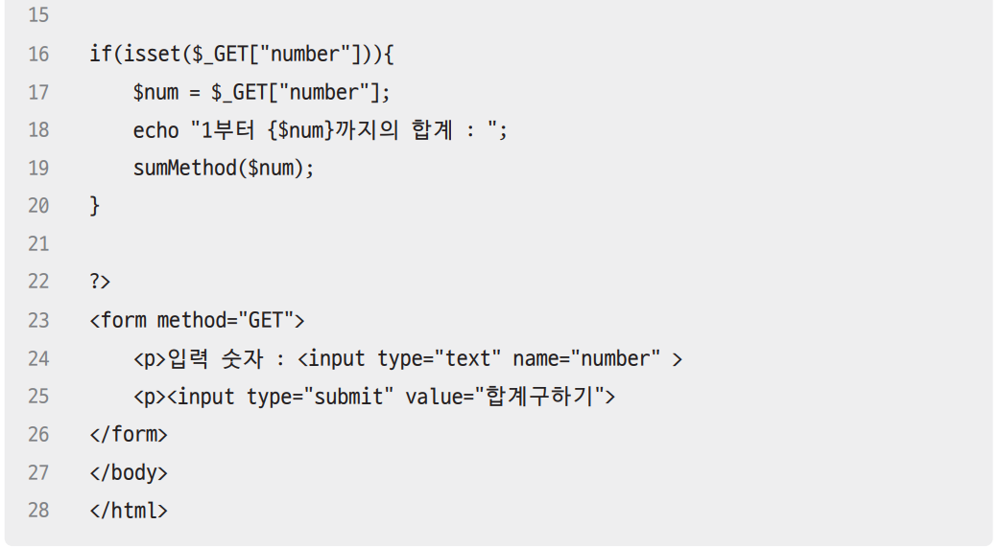 15
16 if(isset($_GET["number"])){
17     $num = $_GET["number"];
18     echo "1부터 {$num}까지의 합계 : ";
19     sumMethod($num);
20 }
21
22 ?>
23 <form method="GET">
24     <p>입력 숫자 : <input type="text" name="number" >
25     <p><input type="submit" value="합계구하기">
26 </form>
27 </body>
28 </html>